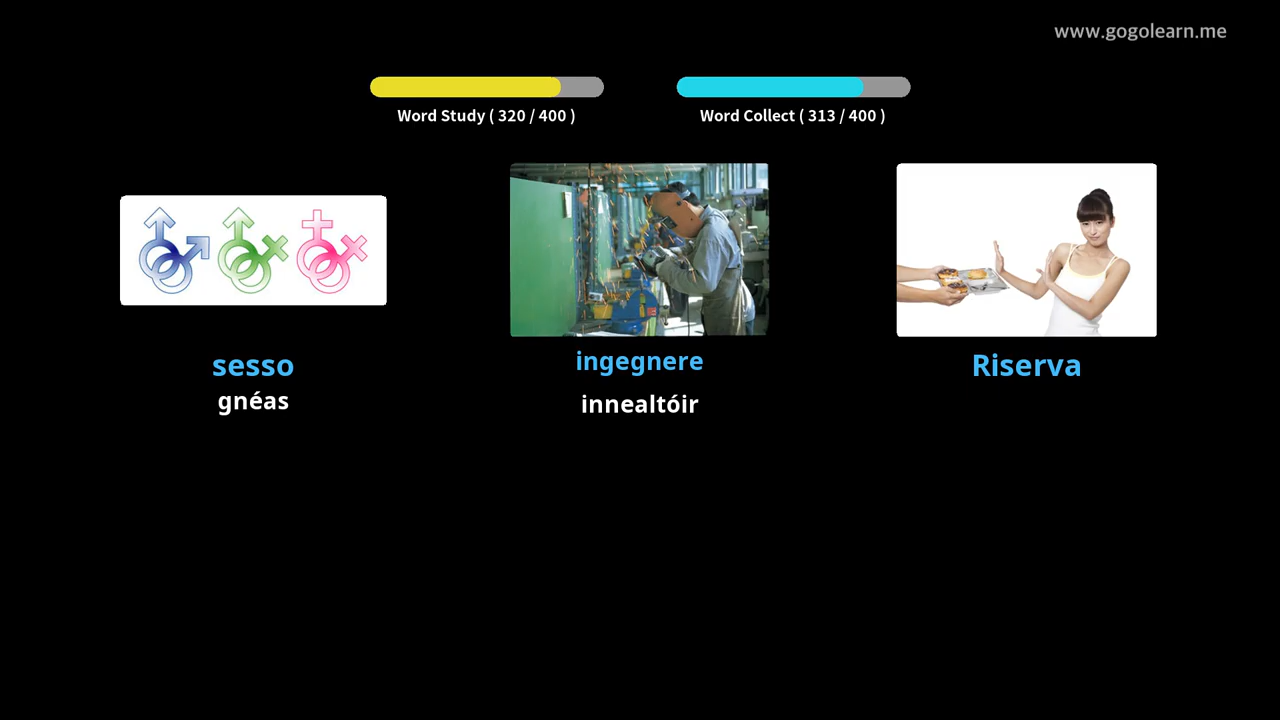 www.gogolearn.me
Word Study ( 320 / 400 )
Word Collect ( 313 / 400 )
sesso
gnéas
ingegnere
innealtóir
Riserva